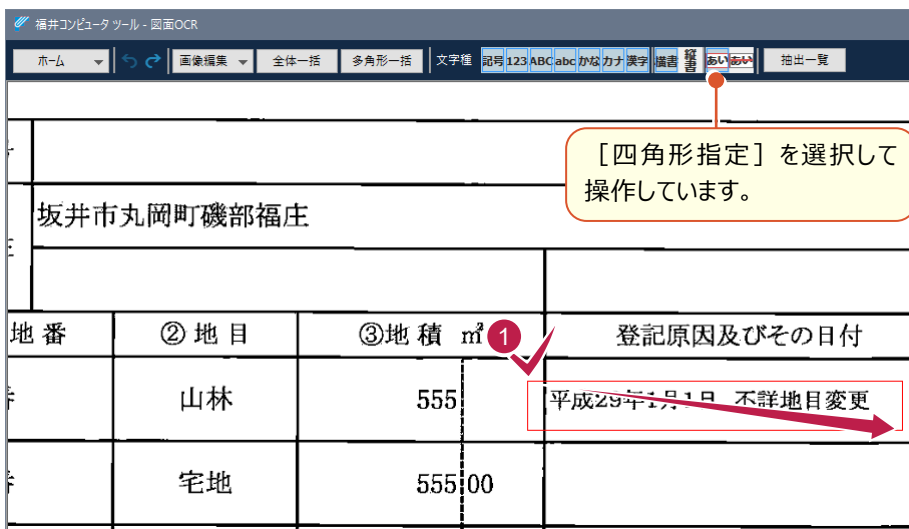 福井コンピュータ ツール - 図面OCR
ホーム 画像編集 全体一括 多角形一括 文字種 記号 123 ABC abc かな カナ 漢字 横書 縦書 あい あい 抽出一覧
［四角形指定］を選択して
操作しています。
坂井市丸岡町磯部福庄
地番 ②地目 ③地積 ㎡ 1 登記原因及びその日付
山林 555 平成29年1月1日 不詳地目変更
宅地 555 00